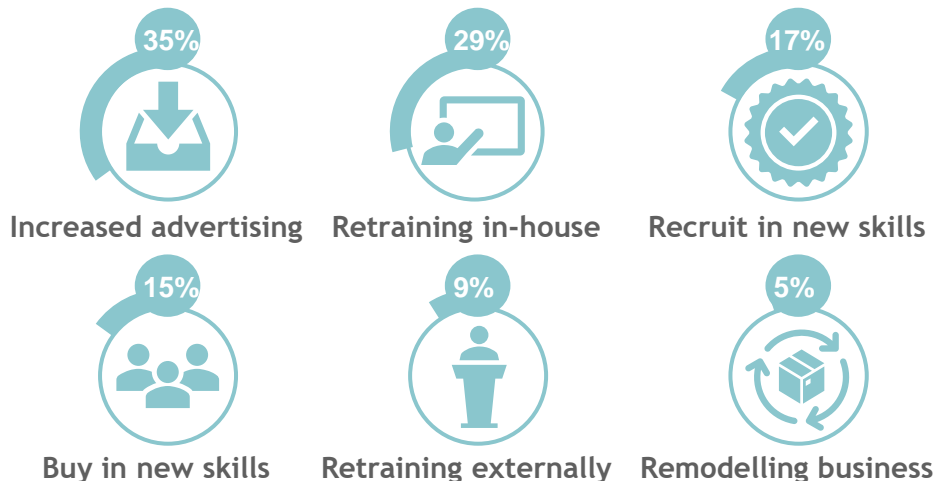 35%
29%
17%
Increased advertising
Retraining in-house
Recruit in new skills
15%
9%
5%
Buy in new skills
Retraining externally
Remodelling business